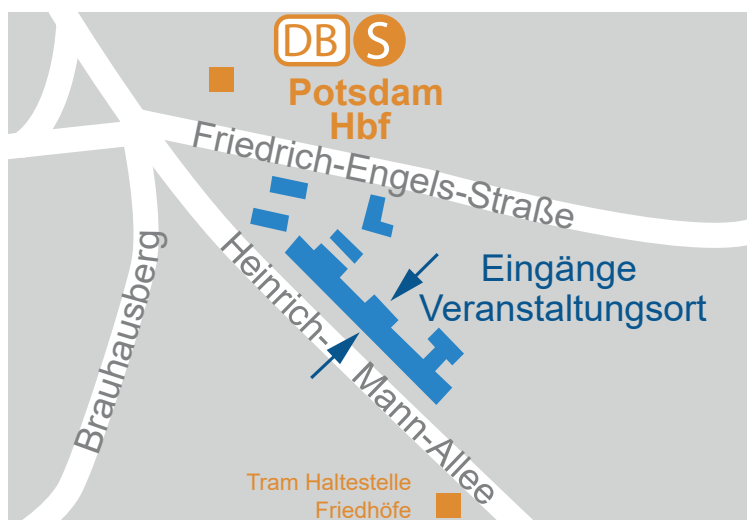 DB S
Potsdam
Hbf
Friedrich-Engels-Straße
Heinrich-
Mann-Allee
Brauhausberg
Eingänge
Veranstaltungsort
Tram Haltestelle
Friedhöfe